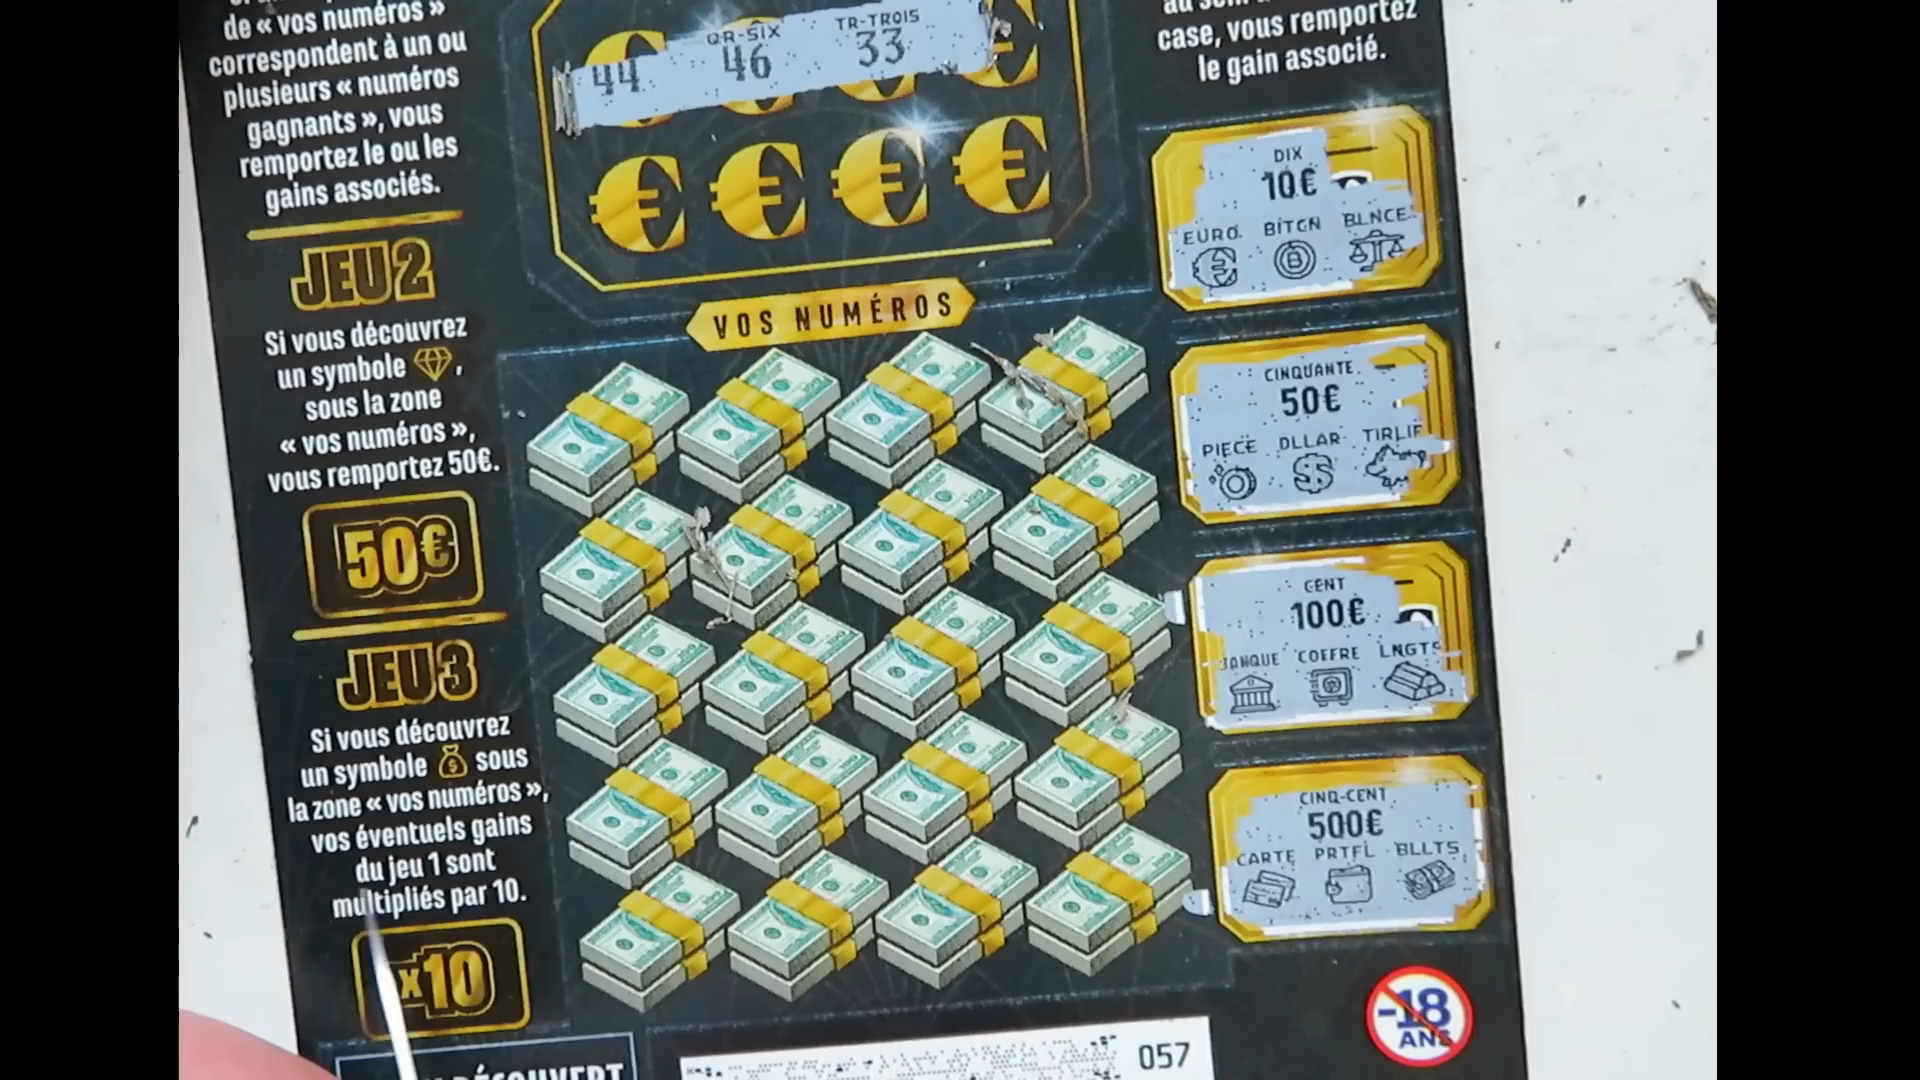 de « vos numéros »
correspondent à un ou
plusieurs « numéros
gagnants », vous
remportez le ou les
gains associés.
JEU 2
Si vous découvrez
un symbole ,
sous la zone
« vos numéros »,
vous remportez 50€.
50€
JEU 3
Si vous découvrez
un symbole sous
la zone « vos numéros »,
vos éventuels gains
du jeu 1 sont
multipliés par 10.
x10
44
QR-SIX
46
TR-TROIS
33
VOS NUMÉROS
case, vous remportez
le gain associé.
DIX
10€
EURO BITCN BLNCE
CINQUANTE
50€
PIECE DLLAR TIRLIR
CENT
100€
BANQUE COFFRE LNGTS
CINQ-CENT
500€
CARTE PRTFL BLLTS
-18
ANS
057